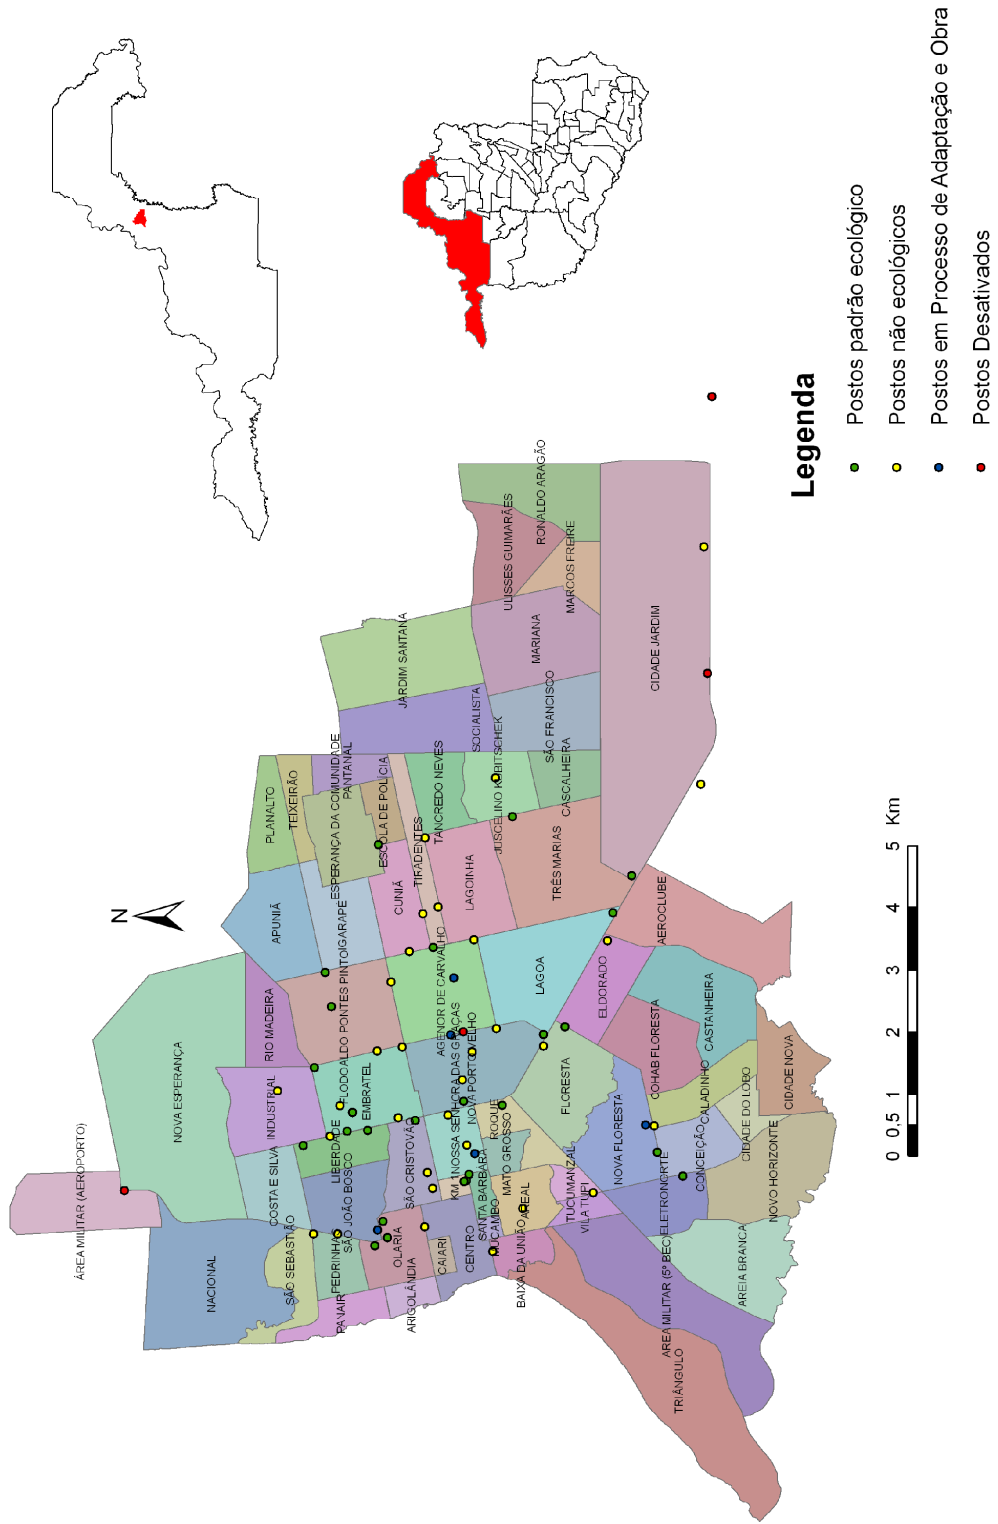 ÁREA MILITAR (AEROPORTO)
NOVA ESPERANÇA
NACIONAL
COSTA E SILVA
INDUSTRIAL
RIO MADEIRA
APUNIÃ
PLANALTO
TEIXEIRÃO
ESPERANÇA DA COMUNIDADE
PANTANAL
ESCOLA DE POLÍCIA
IGARAPÉ
FLODOALDO PONTES PINTO
CUNIÃ
TIRADENTES
LAGOINHA
TANCREDO NEVES
JARDIM SANTANA
SOCIALISTA
JUSCELINO KUBITSCHEK
SÃO FRANCISCO
CASCALHEIRA
MARIANA
ULISSES GUIMARÃES
RONALDO ARAGÃO
MARCOS FREIRE
CIDADE JARDIM
TRÊS MARIAS
SÃO SEBASTIÃO
PEDRINHAS
PANAIR
SÃO JOÃO BOSCO
LIBERDADE
EMBRATEL
AGENOR DE CARVALHO
LAGOA
SÃO CRISTOVÃO
OLARIA
ARIGOLÂNDIA
CAIARI
CENTRO
KM 1
NOSSA SENHORA DAS GRAÇAS
NOVA PORTO VELHO
SANTA BARBARA
MUCAMBO
MATO GROSSO
ROQUE
AREAL
BAIXA DA UNIÃO
TUCUMANZAL
VILA TUPI
FLORESTA
ELDORADO
AEROCLUBE
NOVA FLORESTA
COHAB FLORESTA
CASTANHEIRA
CALADINHO
CONCEIÇÃO
CIDADE DO LOBO
CIDADE NOVA
NOVO HORIZONTE
ELETRONORTE
AREA MILITAR (5º BEC)
AREIA BRANCA
TRIÂNGULO
N
0 0,5 1 2 3 4 5
Km
Legenda
Postos padrão ecológico
Postos não ecológicos
Postos em Processo de Adaptação e Obra
Postos Desativados